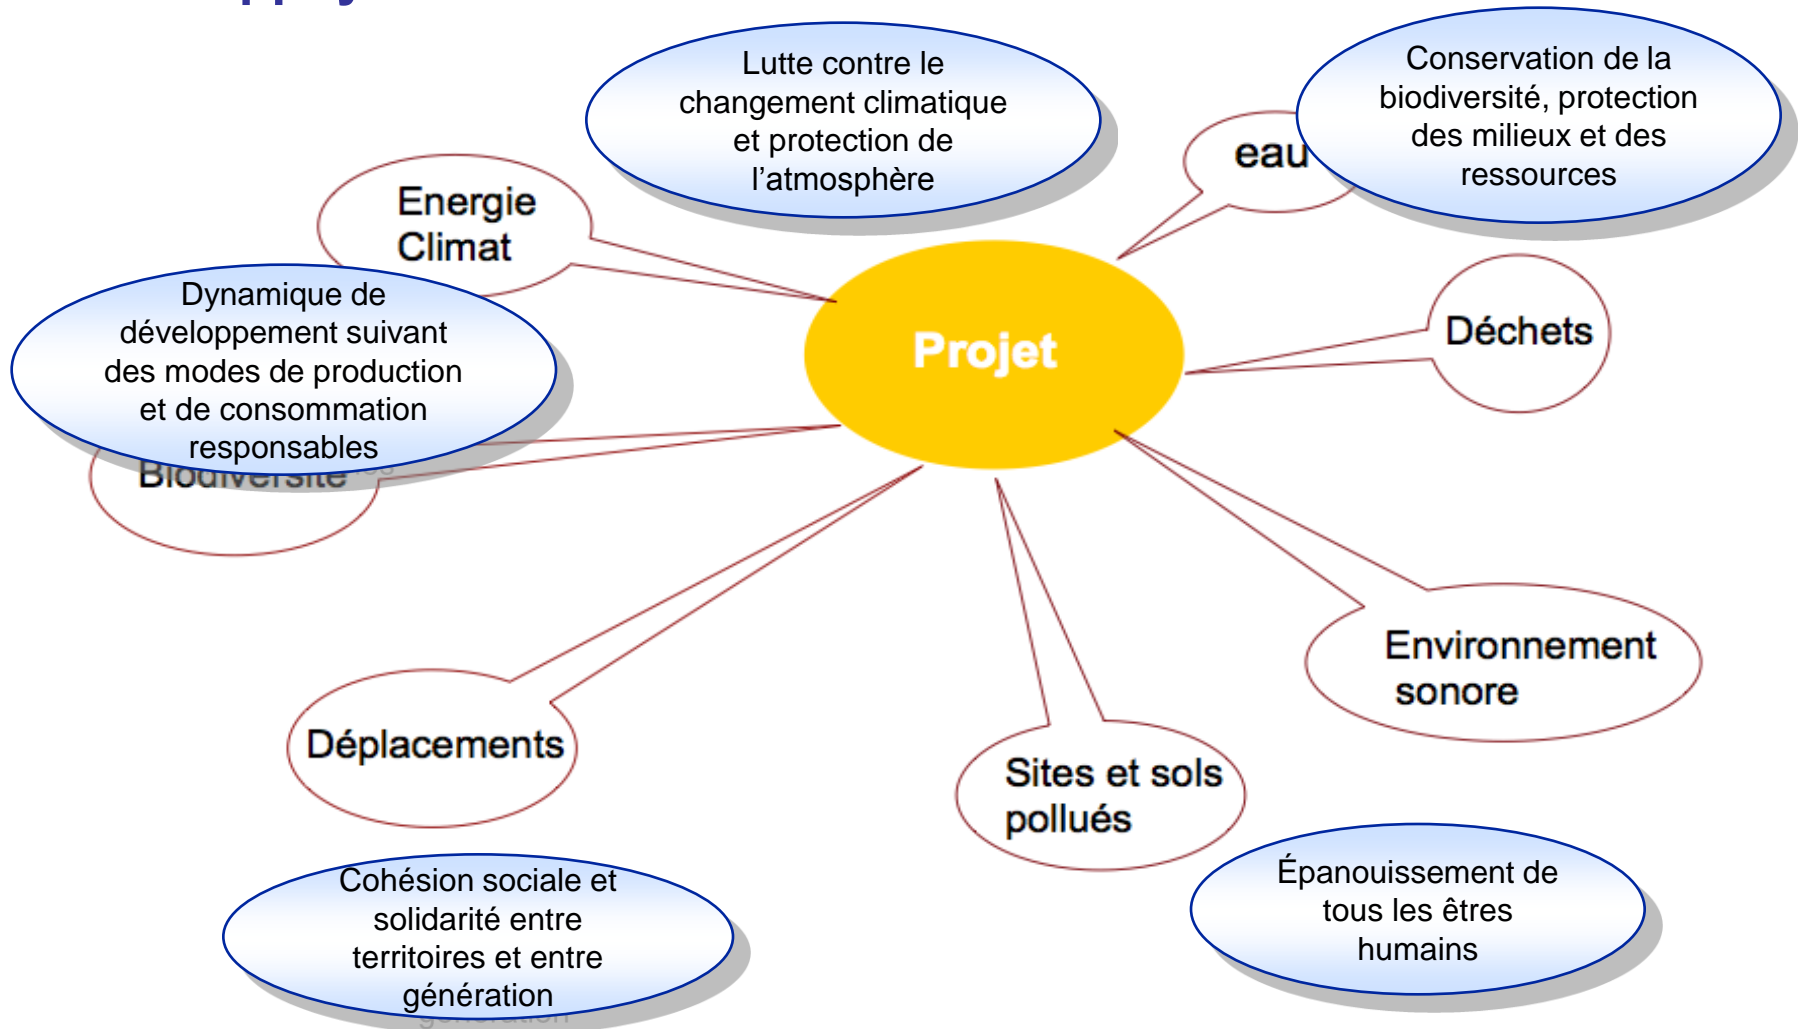 Lutte contre le
changement climatique
et protection de
l'atmosphère
Conservation de la
biodiversité, protection
des milieux et des
ressources
eau
Energie
Climat
Dynamique de
développement suivant
des modes de production
et de consommation
responsables
Projet
Déchets
Biodiversité
Environnement
sonore
Déplacements
Sites et sols
pollués
Cohésion sociale et
solidarité entre
territoires et entre
génération
Épanouissement de
tous les êtres
humains